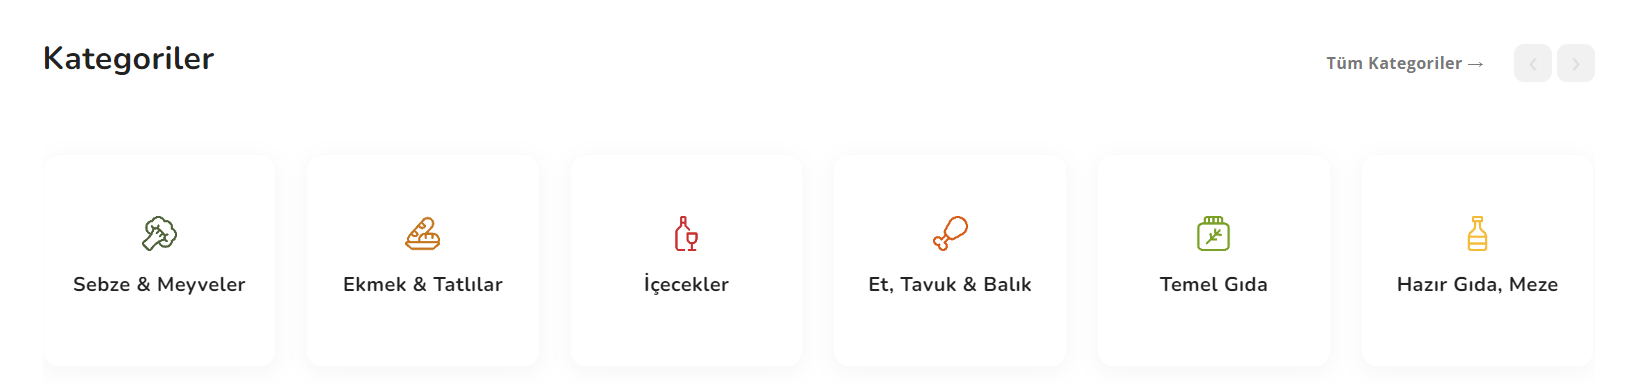 Kategoriler
Tüm Kategoriler →
Sebze & Meyveler
Ekmek & Tatlılar
İçecekler
Et, Tavuk & Balık
Temel Gıda
Hazır Gıda, Meze